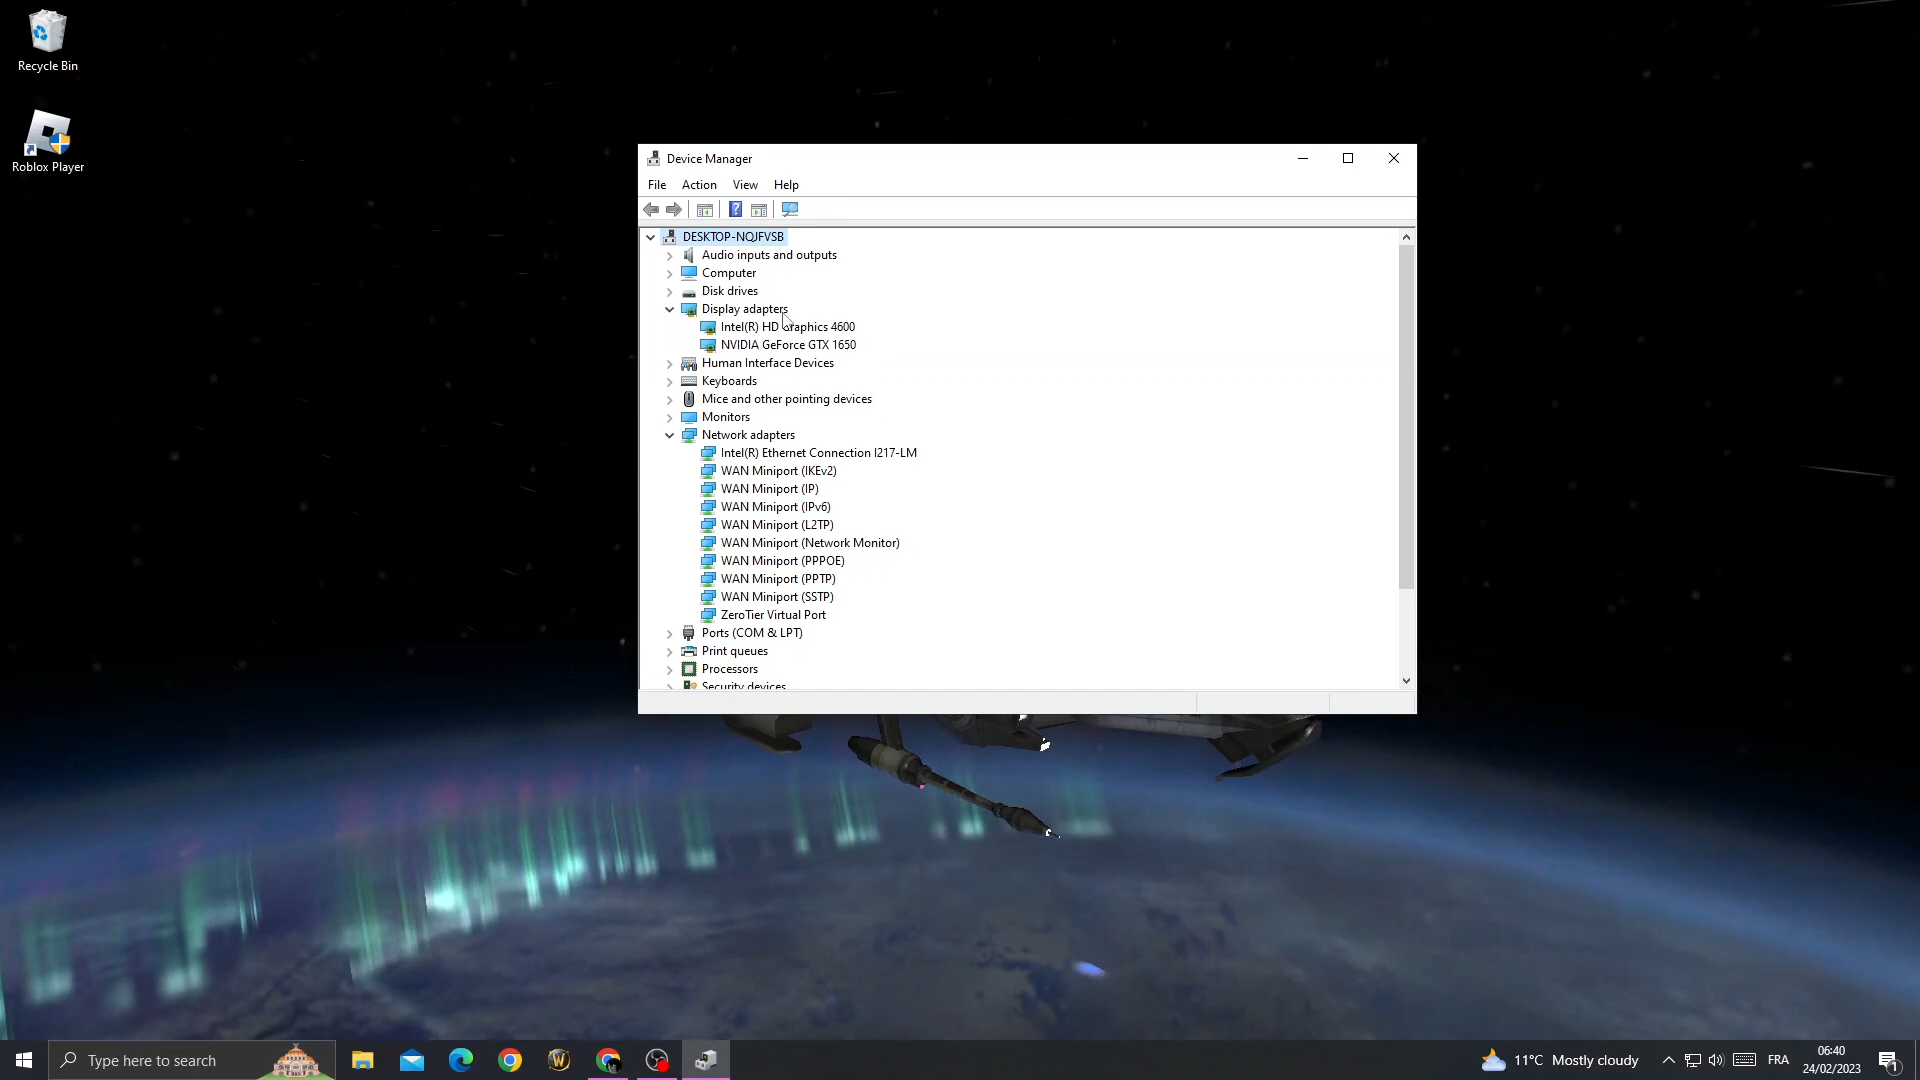 Recycle Bin
Roblox Player
Device Manager
File Action View Help
DESKTOP-NQJFVSB
Audio inputs and outputs
Computer
Disk drives
Display adapters
Intel(R) HD Graphics 4600
NVIDIA GeForce GTX 1650
Human Interface Devices
Keyboards
Mice and other pointing devices
Monitors
Network adapters
Intel(R) Ethernet Connection I217-LM
WAN Miniport (IKEv2)
WAN Miniport (IP)
WAN Miniport (IPv6)
WAN Miniport (L2TP)
WAN Miniport (Network Monitor)
WAN Miniport (PPPOE)
WAN Miniport (PPTP)
WAN Miniport (SSTP)
ZeroTier Virtual Port
Ports (COM & LPT)
Print queues
Processors
Security devices
Type here to search
11°C Mostly cloudy
FRA
06:40
24/02/2023
1